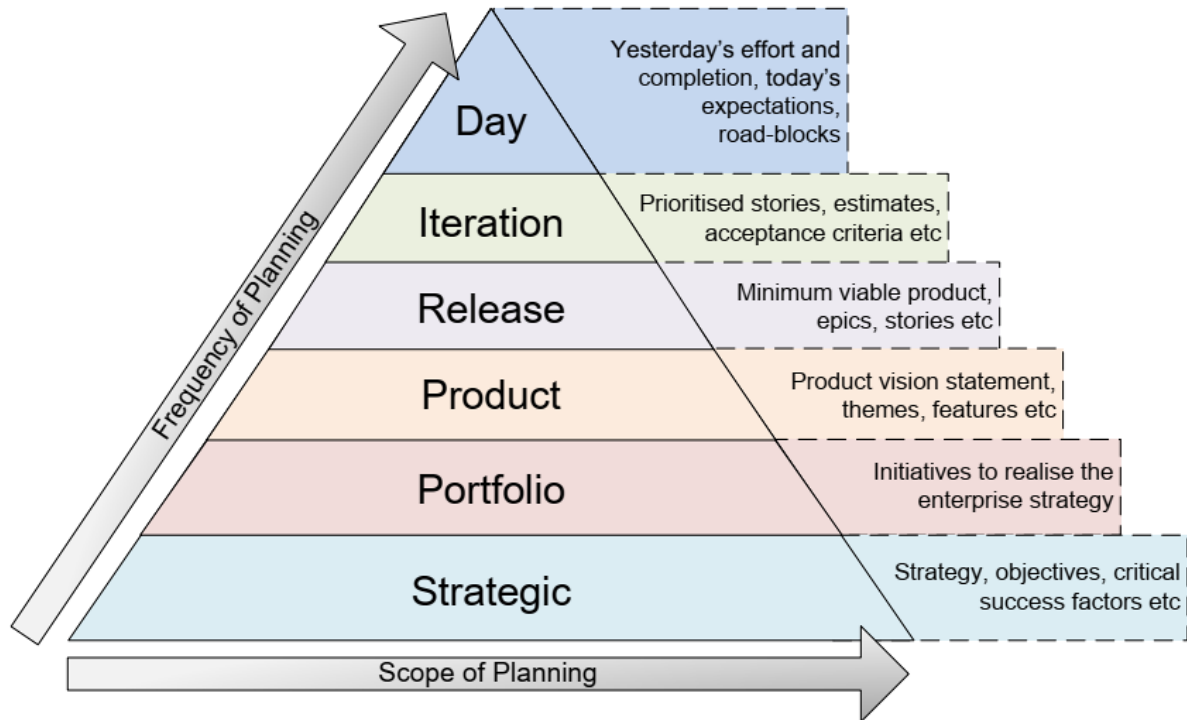 Frequency of Planning
Day
Yesterday's effort and
completion, today's
expectations,
road-blocks
Iteration
Prioritised stories, estimates,
acceptance criteria etc
Release
Minimum viable product,
epics, stories etc
Product
Product vision statement,
themes, features etc
Portfolio
Initiatives to realise the
enterprise strategy
Strategic
Strategy, objectives, critical
success factors etc
Scope of Planning